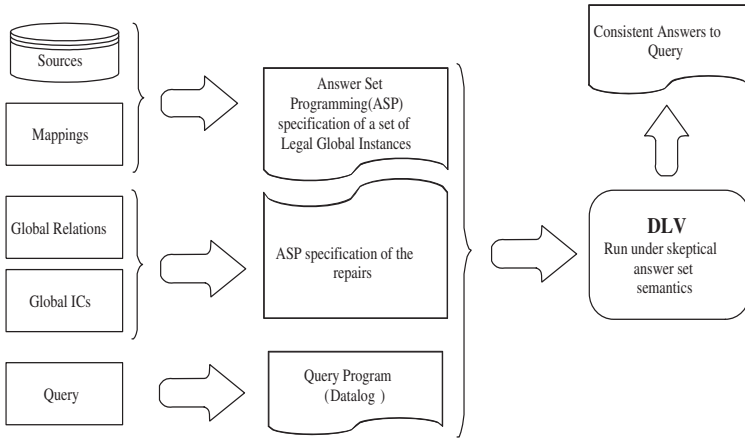 Sources
Mappings
Global Relations
Global ICs
Query
Answer Set
Programming(ASP)
specification of a set of
Legal Global Instances
ASP specification of the
repairs
Query Program
(Datalog )
DLV
Run under skeptical
answer set
semantics
Consistent Answers to
Query